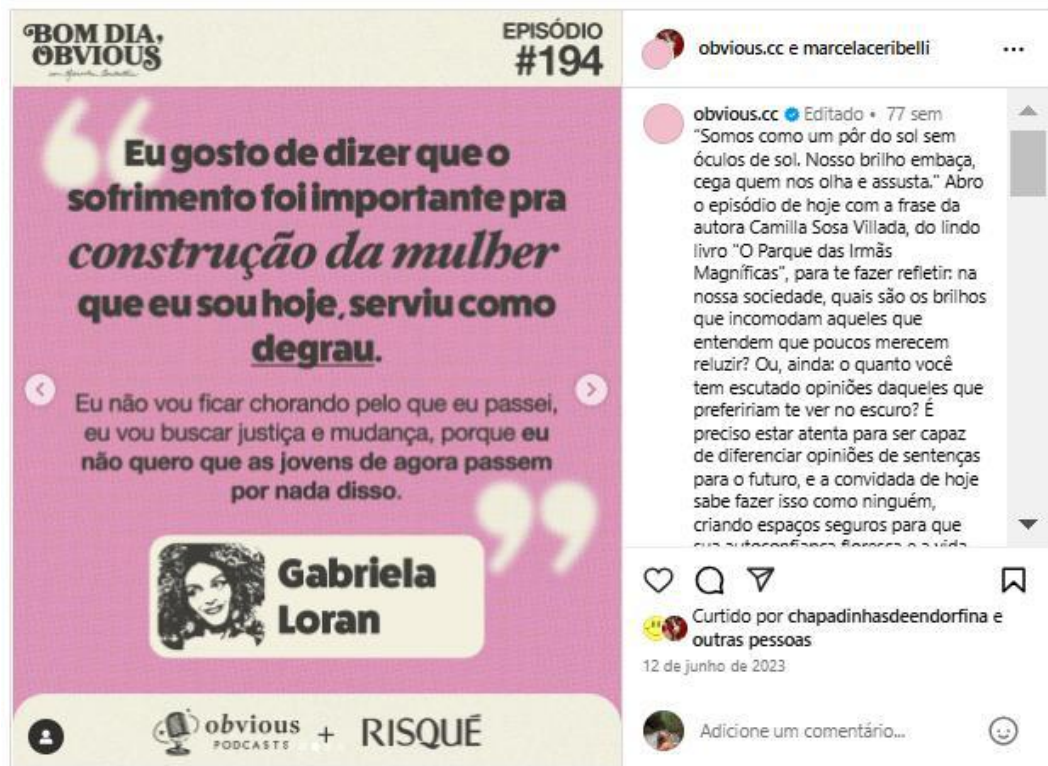 BOM DIA,
OBVIOUS
EPISÓDIO
#194
Eu gosto de dizer que o
sofrimento foi importante pra
construção da mulher
que eu sou hoje, serviu como
degrau.
Eu não vou ficar chorando pelo que eu passei,
eu vou buscar justiça e mudança, porque eu
não quero que as jovens de agora passem
por nada disso.
Gabriela
Loran
obvious
PODCASTS
+ RISQUÉ
obvious.cc e marcelaceribelli
obvious.cc Editado • 77 sem
“Somos como um pôr do sol sem
óculos de sol. Nosso brilho embaça,
cega quem nos olha e assusta.” Abro
o episódio de hoje com a frase da
autora Camilla Sosa Villada, do lindo
livro “O Parque das Irmãs
Magníficas”, para te fazer refletir: na
nossa sociedade, quais são os brilhos
que incomodam aqueles que
entendem que poucos merecem
reluzir? Ou, ainda: o quanto você
tem escutado opiniões daqueles que
prefeririam te ver no escuro? É
preciso estar atenta para ser capaz
de diferenciar opiniões de sentenças
para o futuro, e a convidada de hoje
sabe fazer isso como ninguém,
criando espaços seguros para que
sua autoconfiança floresça e a vida
Curtido por chapadinhasdeendorfina e
outras pessoas
12 de junho de 2023
Adicione um comentário...